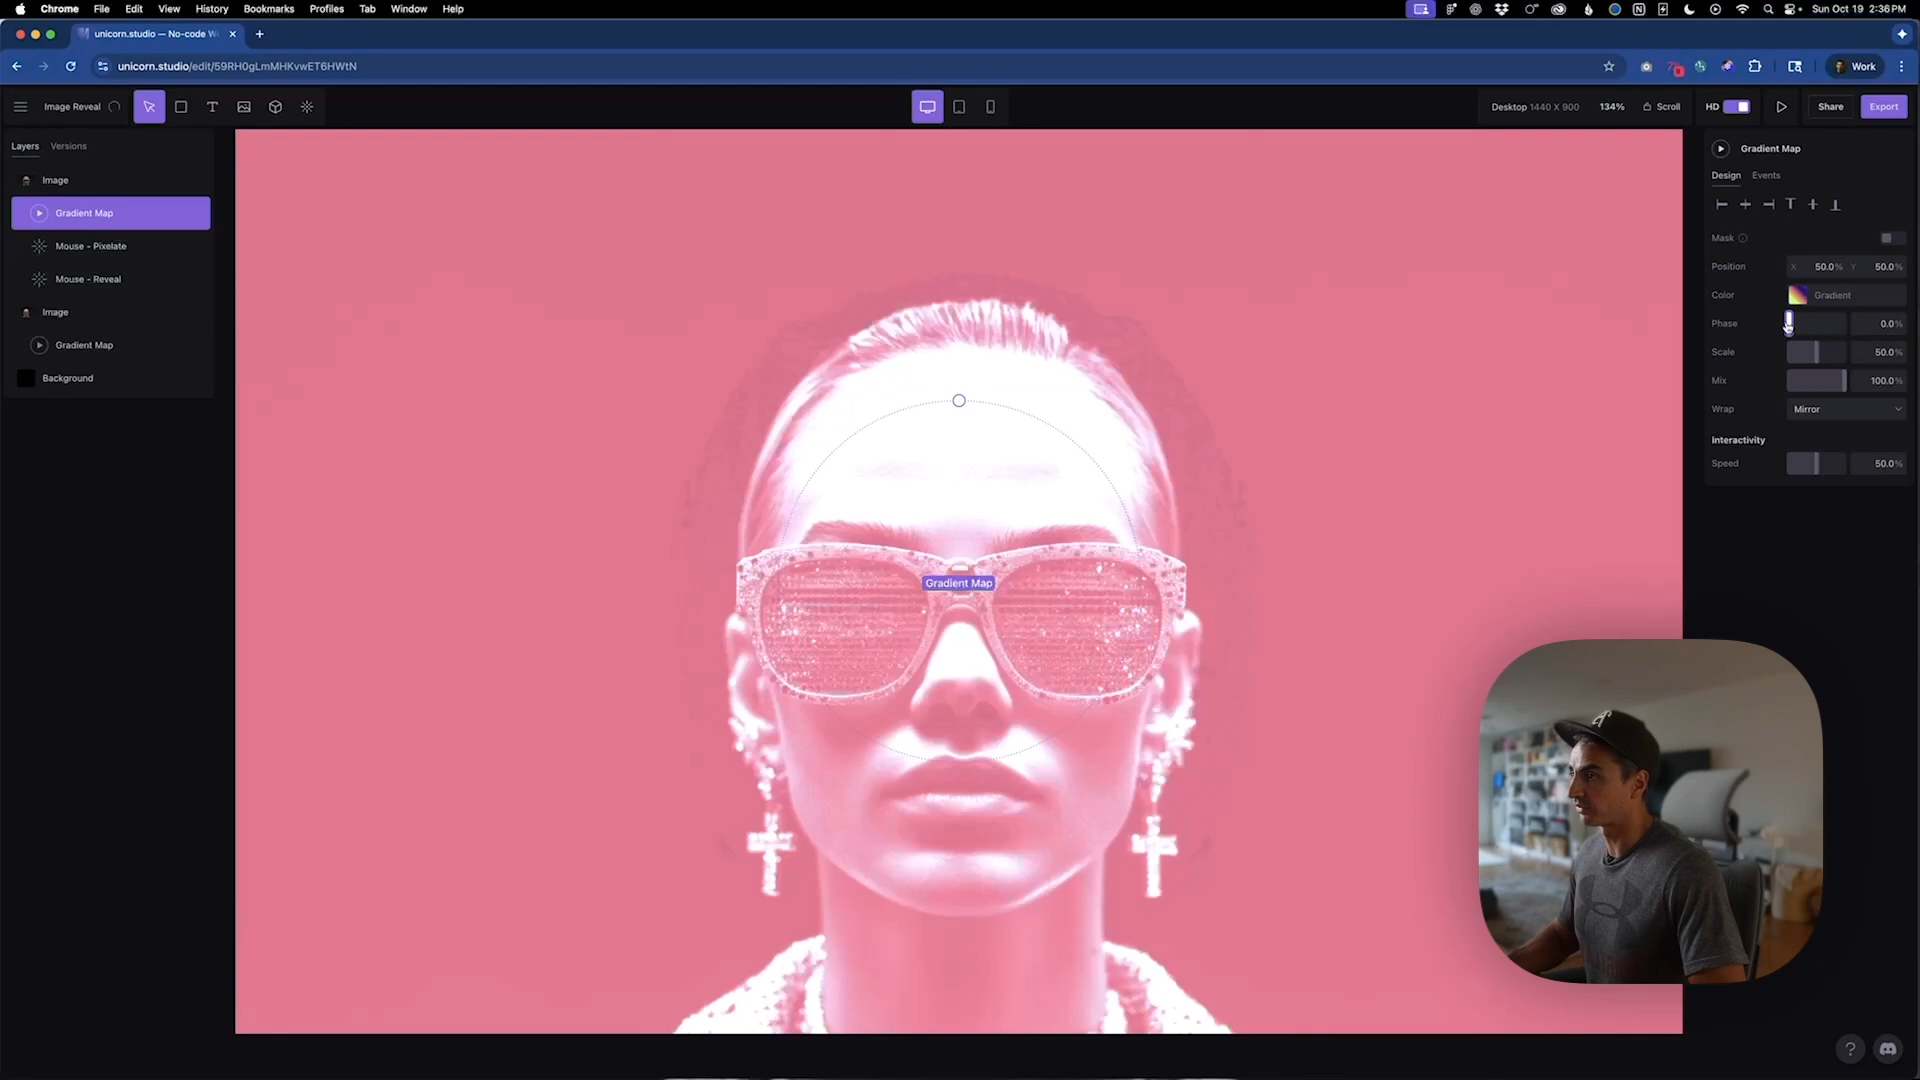 Chrome File Edit View History Bookmarks Profiles Tab Window Help
Sun Oct 19 2:36 PM
unicorn.studio — No-code W
unicorn.studio/edit/59RH0gLmMHKvwET6HWtN
Work
Image Reveal
Desktop 1440 X 900
134%
Scroll
HD
Share
Export
Layers Versions
Image
Gradient Map
Mouse - Pixelate
Mouse - Reveal
Image
Gradient Map
Background
Gradient Map
Gradient Map
Design Events
Mask
Position X 50.0% Y 50.0%
Color Gradient
Phase 0.0%
Scale 50.0%
Mix 100.0%
Wrap Mirror
Interactivity
Speed 50.0%